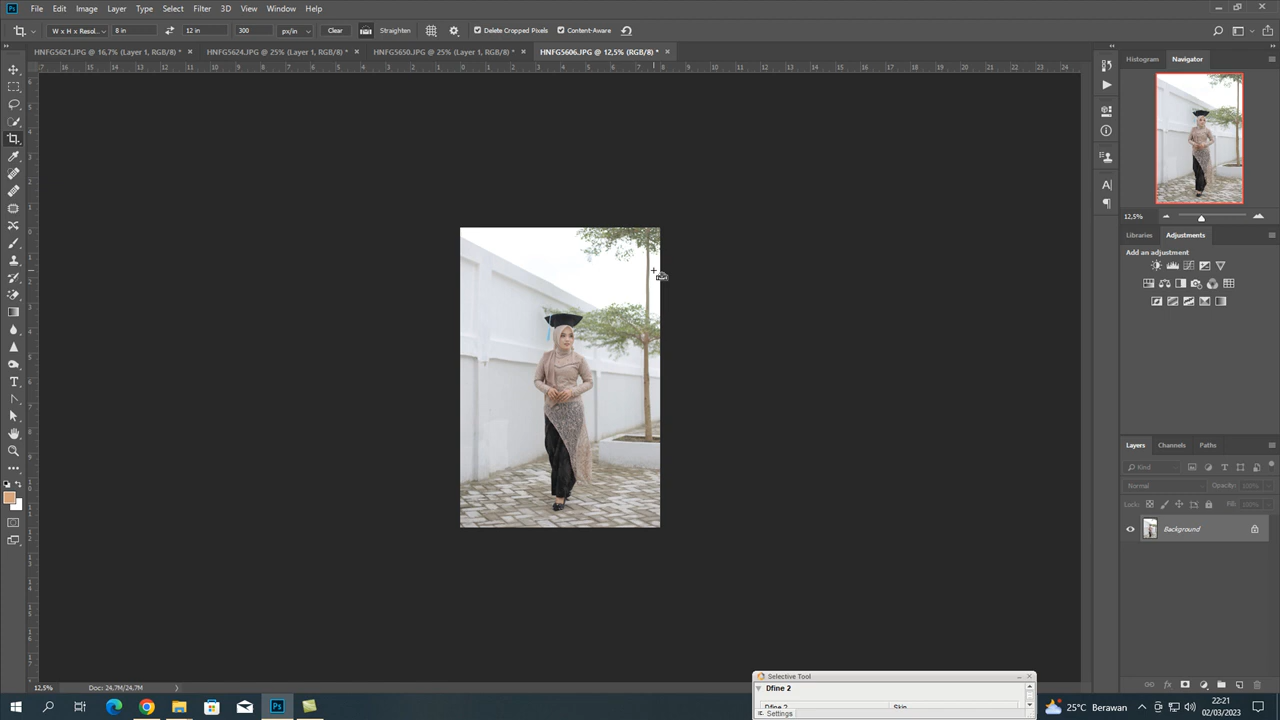 Ps File Edit Image Layer Type Select Filter 3D View Window Help
W x H x Resol... 8 in 12 in 300 px/in Clear Straighten Delete Cropped Pixels Content-Aware
HNFG5621.JPG @ 16,7% (Layer 1, RGB/8) * × HNFG5624.JPG @ 25% (Layer 1, RGB/8) * × HNFG5650.JPG @ 25% (Layer 1, RGB/8) * × HNFG5606.JPG @ 12,5% (RGB/8) * ×
Histogram Navigator
12,5%
Libraries Adjustments
Add an adjustment
Layers Channels Paths
Kind
Normal Opacity: 100%
Lock: Fill: 100%
Background
12,5% Doc: 24,7M/24,7M
Selective Tool
Dfine 2
Dfine 2 Skin
Settings
25°C Berawan 22:21
02/03/2023